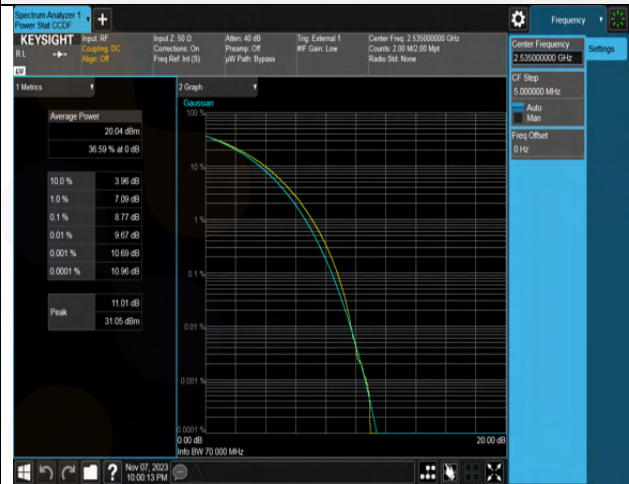 Spectrum Analyzer 1
Power Stat CCDF
+
Frequency
KEYSIGHT
RL
Input: RF
Coupling: DC
Align: Off
Input Z: 50 Ω
Corrections: On
Freq Ref: Int (S)
Atten: 40 dB
Preamp: Off
µW Path: Bypass
Trig: External 1
#IF Gain: Low
Center Freq: 2.535000000 GHz
Counts: 2.00 M/2.00 Mpt
Radio Std: None
Center Frequency
2.535000000 GHz
Settings
CF Step
5.000000 MHz
Auto
Man
Freq Offset
0 Hz
1 Metrics
2 Graph
Average Power
20.04 dBm
36.59 % at 0 dB
10.0 % 3.96 dB
1.0 % 7.09 dB
0.1 % 8.77 dB
0.01 % 9.67 dB
0.001 % 10.69 dB
0.0001 % 10.96 dB
Peak
11.01 dB
31.05 dBm
Gaussian
100 %
10 %
1 %
0.1 %
0.01 %
0.001 %
0.0001 %
0.00 dB
20.00 dB
Info BW 70.000 MHz
?
Nov 07, 2023
10:00:13 PM